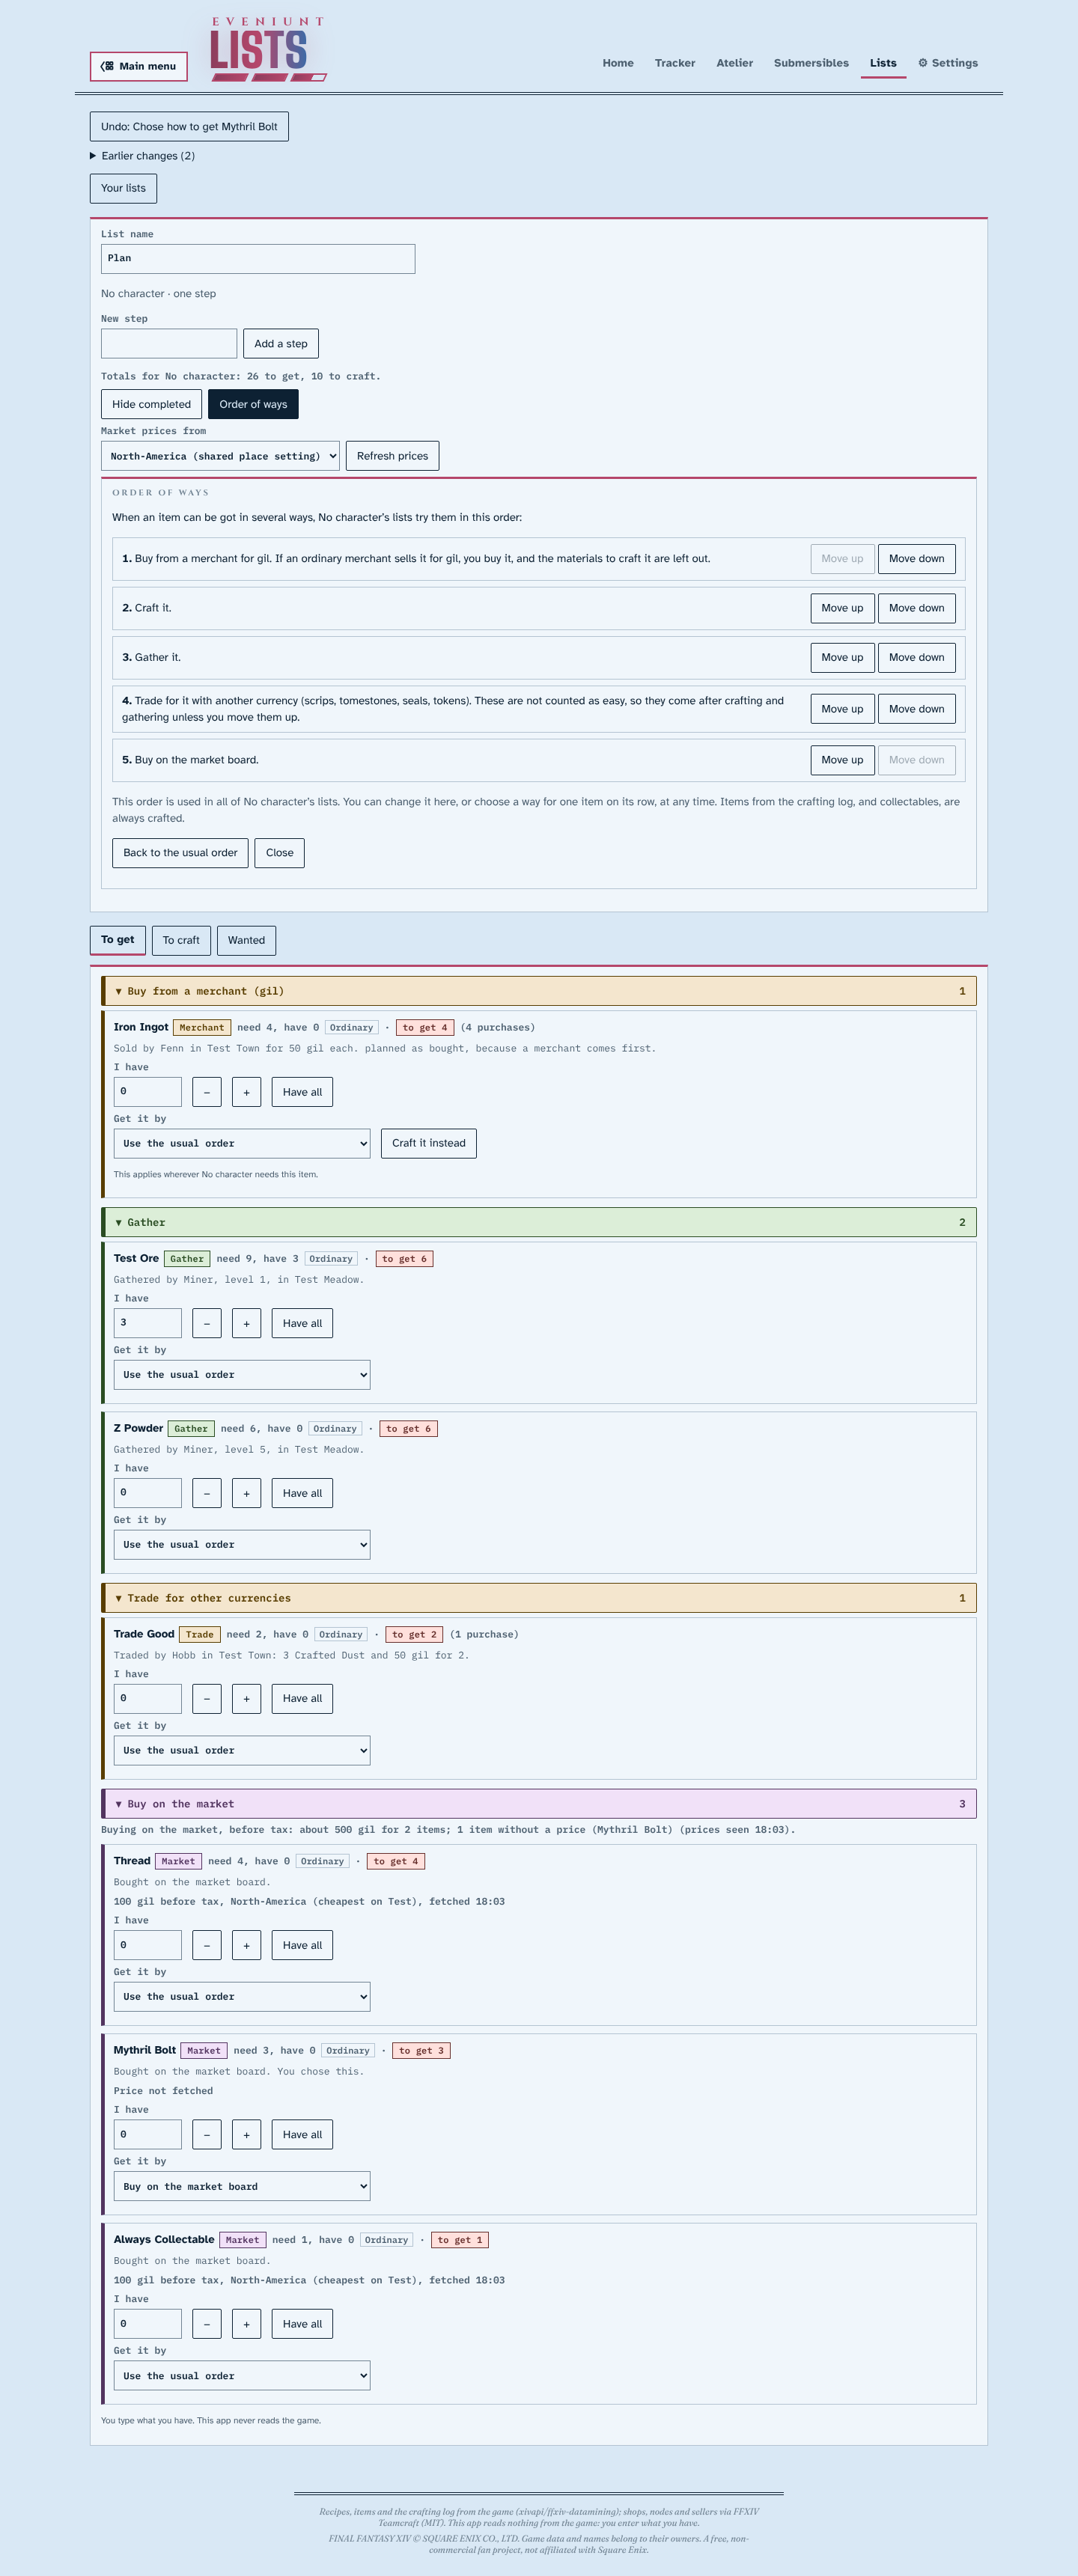 EVENIUNT
LISTS
Main menu
Home Tracker Atelier Submersibles Lists ⚙ Settings
Undo: Chose how to get Mythril Bolt
▶ Earlier changes (2)
Your lists
List name
Plan
No character · one step
New step
Add a step
Totals for No character: 26 to get, 10 to craft.
Hide completed Order of ways
Market prices from
North-America (shared place setting) Refresh prices
ORDER OF WAYS
When an item can be got in several ways, No character's lists try them in this order:
1. Buy from a merchant for gil. If an ordinary merchant sells it for gil, you buy it, and the materials to craft it are left out. Move up Move down
2. Craft it. Move up Move down
3. Gather it. Move up Move down
4. Trade for it with another currency (scrips, tomestones, seals, tokens). These are not counted as easy, so they come after crafting and
gathering unless you move them up. Move up Move down
5. Buy on the market board. Move up Move down
This order is used in all of No character's lists. You can change it here, or choose a way for one item on its row, at any time. Items from the crafting log, and collectables, are
always crafted.
Back to the usual order Close
To get To craft Wanted
▼ Buy from a merchant (gil) 1
Iron Ingot Merchant need 4, have 0 Ordinary · to get 4 (4 purchases)
Sold by Fenn in Test Town for 50 gil each. planned as bought, because a merchant comes first.
I have
0 − + Have all
Get it by
Use the usual order Craft it instead
This applies wherever No character needs this item.
▼ Gather 2
Test Ore Gather need 9, have 3 Ordinary · to get 6
Gathered by Miner, level 1, in Test Meadow.
I have
3 − + Have all
Get it by
Use the usual order
Z Powder Gather need 6, have 0 Ordinary · to get 6
Gathered by Miner, level 5, in Test Meadow.
I have
0 − + Have all
Get it by
Use the usual order
▼ Trade for other currencies 1
Trade Good Trade need 2, have 0 Ordinary · to get 2 (1 purchase)
Traded by Hobb in Test Town: 3 Crafted Dust and 50 gil for 2.
I have
0 − + Have all
Get it by
Use the usual order
▼ Buy on the market 3
Buying on the market, before tax: about 500 gil for 2 items; 1 item without a price (Mythril Bolt) (prices seen 18:03).
Thread Market need 4, have 0 Ordinary · to get 4
Bought on the market board.
100 gil before tax, North-America (cheapest on Test), fetched 18:03
I have
0 − + Have all
Get it by
Use the usual order
Mythril Bolt Market need 3, have 0 Ordinary · to get 3
Bought on the market board. You chose this.
Price not fetched
I have
0 − + Have all
Get it by
Buy on the market board
Always Collectable Market need 1, have 0 Ordinary · to get 1
Bought on the market board.
100 gil before tax, North-America (cheapest on Test), fetched 18:03
I have
0 − + Have all
Get it by
Use the usual order
You type what you have. This app never reads the game.
Recipes, items and the crafting log from the game (xivapi/ffxiv-datamining); shops, nodes and sellers via FFXIV
Teamcraft (MIT). This app reads nothing from the game: you enter what you have.
FINAL FANTASY XIV © SQUARE ENIX CO., LTD. Game data and names belong to their owners. A free, non-
commercial fan project, not affiliated with Square Enix.